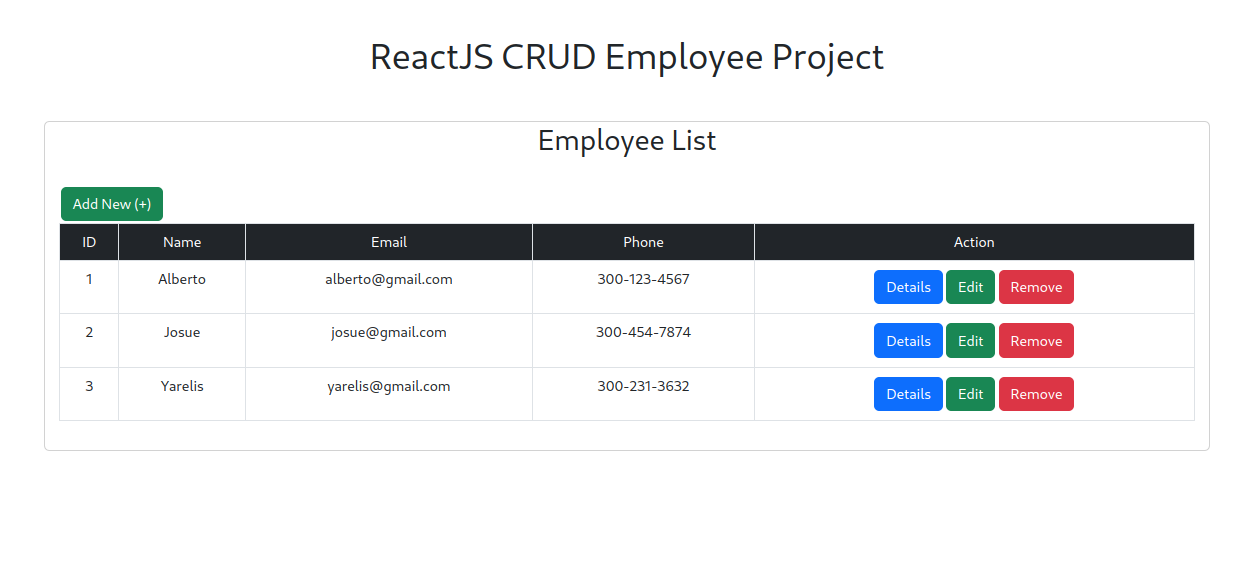 ReactJS CRUD Employee Project
Employee List
Add New (+)
ID Name Email Phone Action
1 Alberto alberto@gmail.com 300-123-4567 Details Edit Remove
2 Josue josue@gmail.com 300-454-7874 Details Edit Remove
3 Yarelis yarelis@gmail.com 300-231-3632 Details Edit Remove